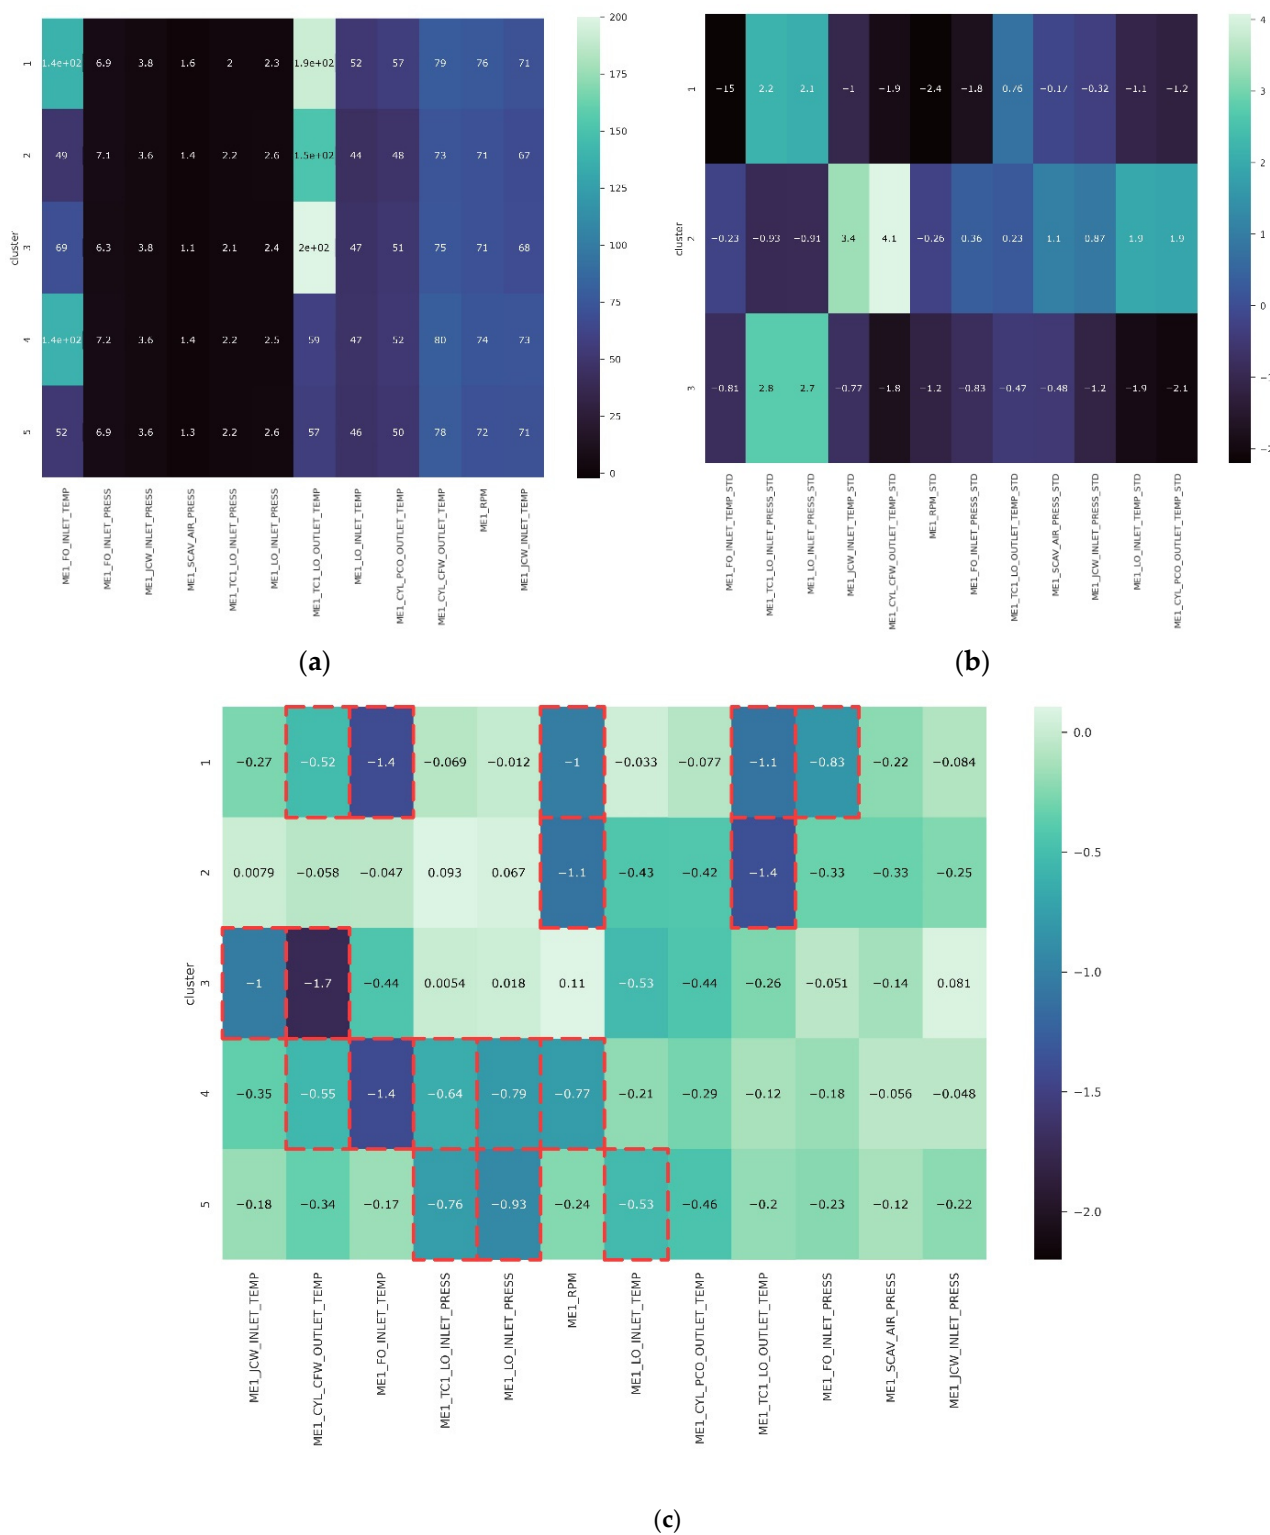 1.4e+02 6.9 3.8 1.6 2 2.3 1.9e+02 52 57 79 76 71
49 7.1 3.6 1.4 2.2 2.6 1.5e+02 44 48 73 71 67
69 6.3 3.8 1.1 2.1 2.4 2e+02 47 51 75 71 68
1.4e+02 7.2 3.6 1.4 2.2 2.5 59 47 52 80 74 73
52 6.9 3.6 1.3 2.2 2.6 57 46 50 78 72 71
1
2
3
4
5
cluster
ME1_FO_INLET_TEMP
ME1_FO_INLET_PRESS
ME1_JCW_INLET_PRESS
ME1_SCAV_AIR_PRESS
ME1_TC1_LO_INLET_PRESS
ME1_LO_INLET_PRESS
ME1_TC1_LO_OUTLET_TEMP
ME1_LO_INLET_TEMP
ME1_CYL_PCO_OUTLET_TEMP
ME1_CYL_CFW_OUTLET_TEMP
ME1_RPM
ME1_JCW_INLET_TEMP
200
175
150
125
100
75
50
25
0
(a)
−15 2.2 2.1 −1 −1.9 −2.4 −1.8 0.76 −0.17 −0.32 −1.1 −1.2
−0.23 −0.93 −0.91 3.4 4.1 −0.26 0.36 0.23 1.1 0.87 1.9 1.9
−0.81 2.8 2.7 −0.77 −1.8 −1.2 −0.83 −0.47 −0.48 −1.2 −1.9 −2.1
1
2
3
cluster
ME1_FO_INLET_TEMP_STD
ME1_TC1_LO_INLET_PRESS_STD
ME1_LO_INLET_PRESS_STD
ME1_JCW_INLET_TEMP_STD
ME1_CYL_CFW_OUTLET_TEMP_STD
ME1_RPM_STD
ME1_FO_INLET_PRESS_STD
ME1_TC1_LO_OUTLET_TEMP_STD
ME1_SCAV_AIR_PRESS_STD
ME1_JCW_INLET_PRESS_STD
ME1_LO_INLET_TEMP_STD
ME1_CYL_PCO_OUTLET_TEMP_STD
4
3
2
1
0
(b)
−0.27 −0.52 −1.4 −0.069 −0.012 −1 −0.033 −0.077 −1.1 −0.83 −0.22 −0.084
0.0079 −0.058 −0.047 0.093 0.067 −1.1 −0.43 −0.42 −1.4 −0.33 −0.33 −0.25
−1 −1.7 −0.44 0.0054 0.018 0.11 −0.53 −0.44 −0.26 −0.051 −0.14 0.081
−0.35 −0.55 −1.4 −0.64 −0.79 −0.77 −0.21 −0.29 −0.12 −0.18 −0.056 −0.048
−0.18 −0.34 −0.17 −0.76 −0.93 −0.24 −0.53 −0.46 −0.2 −0.23 −0.12 −0.22
1
2
3
4
5
cluster
ME1_JCW_INLET_TEMP
ME1_CYL_CFW_OUTLET_TEMP
ME1_FO_INLET_TEMP
ME1_TC1_LO_INLET_PRESS
ME1_LO_INLET_PRESS
ME1_RPM
ME1_LO_INLET_TEMP
ME1_CYL_PCO_OUTLET_TEMP
ME1_TC1_LO_OUTLET_TEMP
ME1_FO_INLET_PRESS
ME1_SCAV_AIR_PRESS
ME1_JCW_INLET_PRESS
0.0
−0.5
−1.0
−1.5
−2.0
(c)